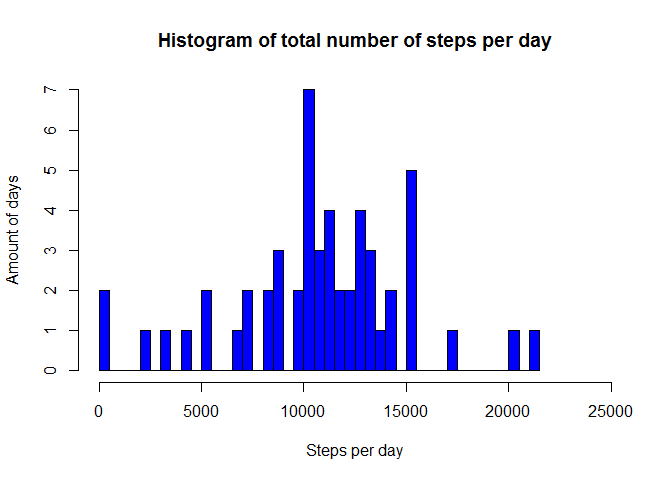 Histogram of total number of steps per day
Amount of days
7
6
5
4
3
2
1
0
0 5000 10000 15000 20000 25000
Steps per day